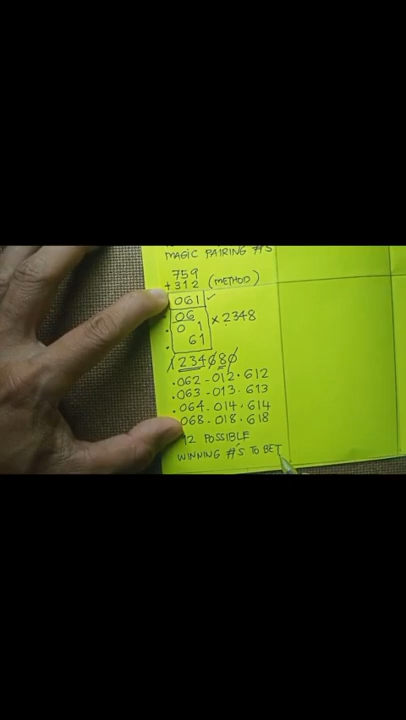 MAGIC PAIRING #'S
759
+312 (METHOD)
061 ✓
06 x 2348
0 1
61
1234680
.062-012.612
.063-013.613
.064-014.614
.068-018.618
12 POSSIBLE
WINNING #'S TO BET